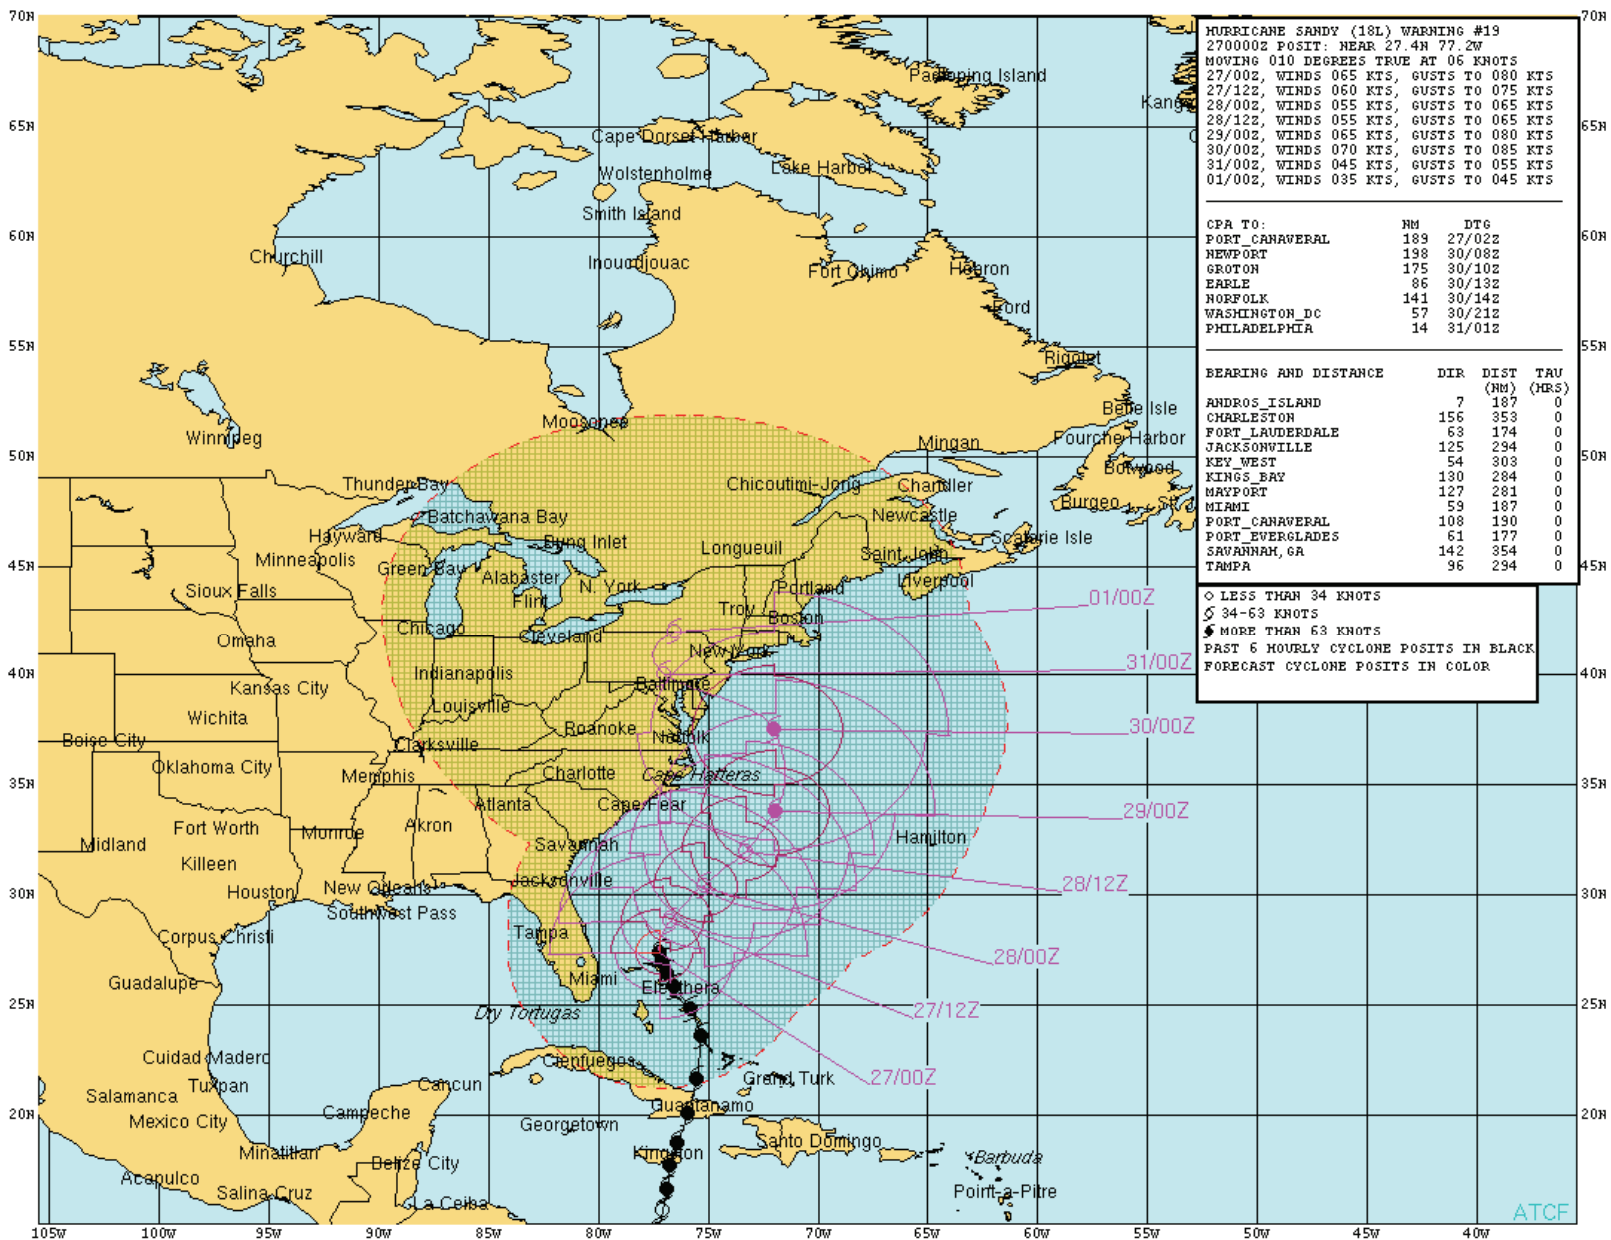 70N
70N
HURRICANE SANDY (18L) WARNING #19
270000Z POSIT: NEAR 27.4N 77.2W
MOVING 010 DEGREES TRUE AT 06 KNOTS
27/00Z, WINDS 065 KTS, GUSTS TO 080 KTS
27/12Z, WINDS 060 KTS, GUSTS TO 075 KTS
28/00Z, WINDS 055 KTS, GUSTS TO 065 KTS
28/12Z, WINDS 055 KTS, GUSTS TO 065 KTS
29/00Z, WINDS 065 KTS, GUSTS TO 080 KTS
30/00Z, WINDS 070 KTS, GUSTS TO 085 KTS
31/00Z, WINDS 045 KTS, GUSTS TO 055 KTS
01/00Z, WINDS 035 KTS, GUSTS TO 045 KTS
CPA TO: NM DTG
PORT_CANAVERAL 189 27/02Z
NEWPORT 198 30/08Z
GROTON 175 30/10Z
EARLE 86 30/13Z
NORFOLK 141 30/14Z
WASHINGTON_DC 57 30/21Z
PHILADELPHIA 14 31/01Z
BEARING AND DISTANCE DIR DIST TAU
(NM) (HRS)
ANDROS_ISLAND 7 187 0
CHARLESTON 156 353 0
FORT_LAUDERDALE 63 174 0
JACKSONVILLE 125 294 0
KEY_WEST 54 303 0
KINGS_BAY 130 284 0
MAYPORT 127 281 0
MIAMI 59 187 0
PORT_CANAVERAL 108 190 0
PORT_EVERGLADES 61 177 0
SAVANNAH,GA 142 354 0
TAMPA 96 294 0
LESS THAN 34 KNOTS
34-63 KNOTS
MORE THAN 63 KNOTS
PAST 6 HOURLY CYCLONE POSITS IN BLACK
FORECAST CYCLONE POSITS IN COLOR
Padloping Island
Kang
65N
65N
Cape Dorset Harbor
Lake Harbor
Wolstenholme
Smith Island
60N
60N
Churchill
Inoucdjouac
Fort Chimo
Hebron
Ford
55N
55N
Rigolet
Belle Isle
Moosonee
Winnipeg
Mingan
Fourche Harbor
50N
50N
Botwood
Thunder Bay
Chicoutimi-Jonq
Chandler
Burgeo
St
Batchawana Bay
Newcastle
Hayward
Byng Inlet
Scatarie Isle
Minneapolis
Longueuil
Saint John
45N
45N
Green Bay
Alabaster
N. York
Portland
Liverpool
Sioux Falls
Flint
Troy
01/00Z
Chicago
Cleveland
Boston
Omaha
New York
31/00Z
40N
40N
Indianapolis
Baltimore
Kansas City
Louisville
Wichita
Roanoke
30/00Z
Boise City
Clarksville
Norfolk
Oklahoma City
Memphis
Charlotte
Cape Hatteras
35N
35N
Atlanta
Cape Fear
29/00Z
Fort Worth
Monroe
Akron
Midland
Savannah
Hamilton
Killeen
28/12Z
Houston
New Orleans
Jacksonville
30N
30N
Southwest Pass
Corpus Christi
Tampa
28/00Z
Guadalupe
Miami
Eleuthera
25N
25N
Dry Tortugas
27/12Z
Cuidad Madero
Cienfuegos
27/00Z
Tuxpan
Cancun
Grand Turk
Salamanca
Campeche
Guantanamo
20N
20N
Mexico City
Georgetown
Minatitlan
Belize City
Kingston
Santo Domingo
Barbuda
Acapulco
Salina Cruz
La Ceiba
Point-a-Pitre
ATCF
105W
100W
95W
90W
85W
80W
75W
70W
65W
60W
55W
50W
45W
40W